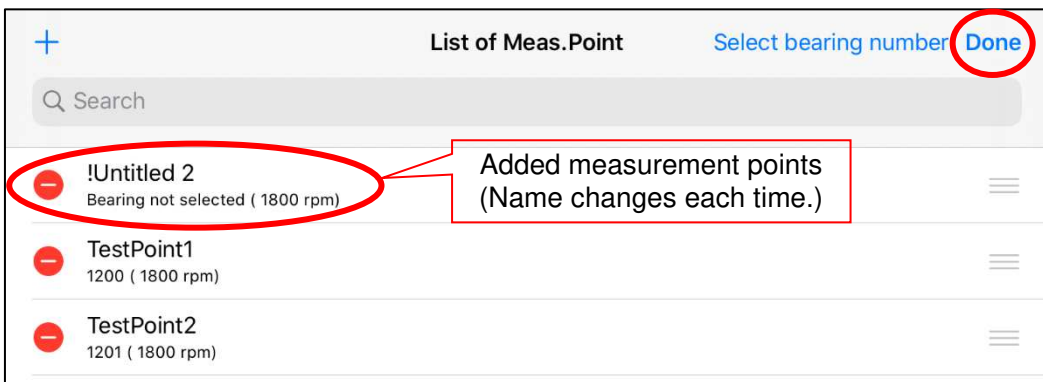 + List of Meas.Point Select bearing number Done
Search
!Untitled 2
Bearing not selected ( 1800 rpm)
Added measurement points
(Name changes each time.)
TestPoint1
1200 ( 1800 rpm)
TestPoint2
1201 ( 1800 rpm)